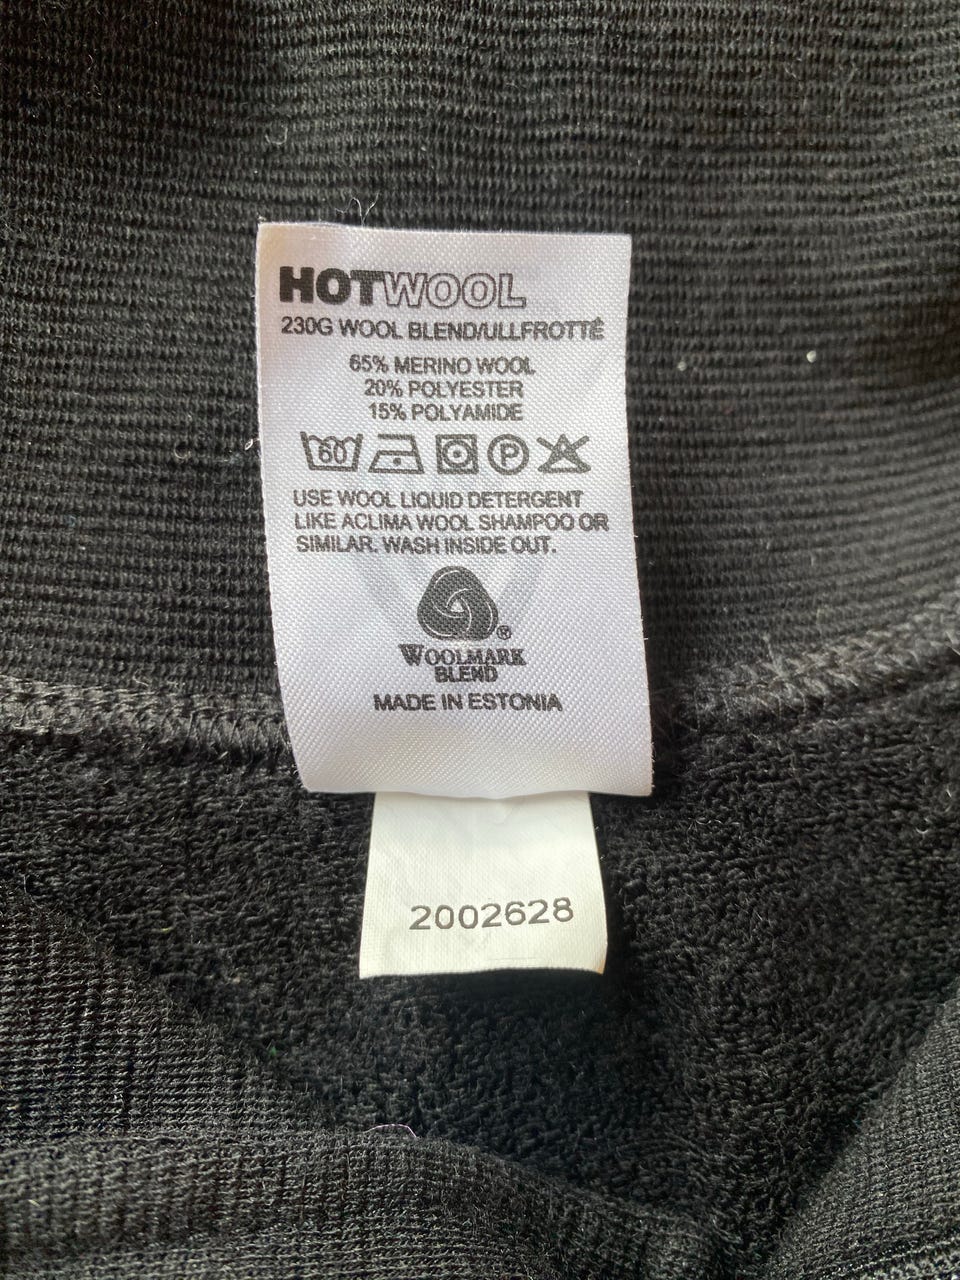 HOTWOOL
230G WOOL BLEND/ULLFROTTÉ
65% MERINO WOOL
20% POLYESTER
15% POLYAMIDE
60 P
USE WOOL LIQUID DETERGENT
LIKE ACLIMA WOOL SHAMPOO OR
SIMILAR. WASH INSIDE OUT.
®
WOOLMARK
BLEND
MADE IN ESTONIA
2002628